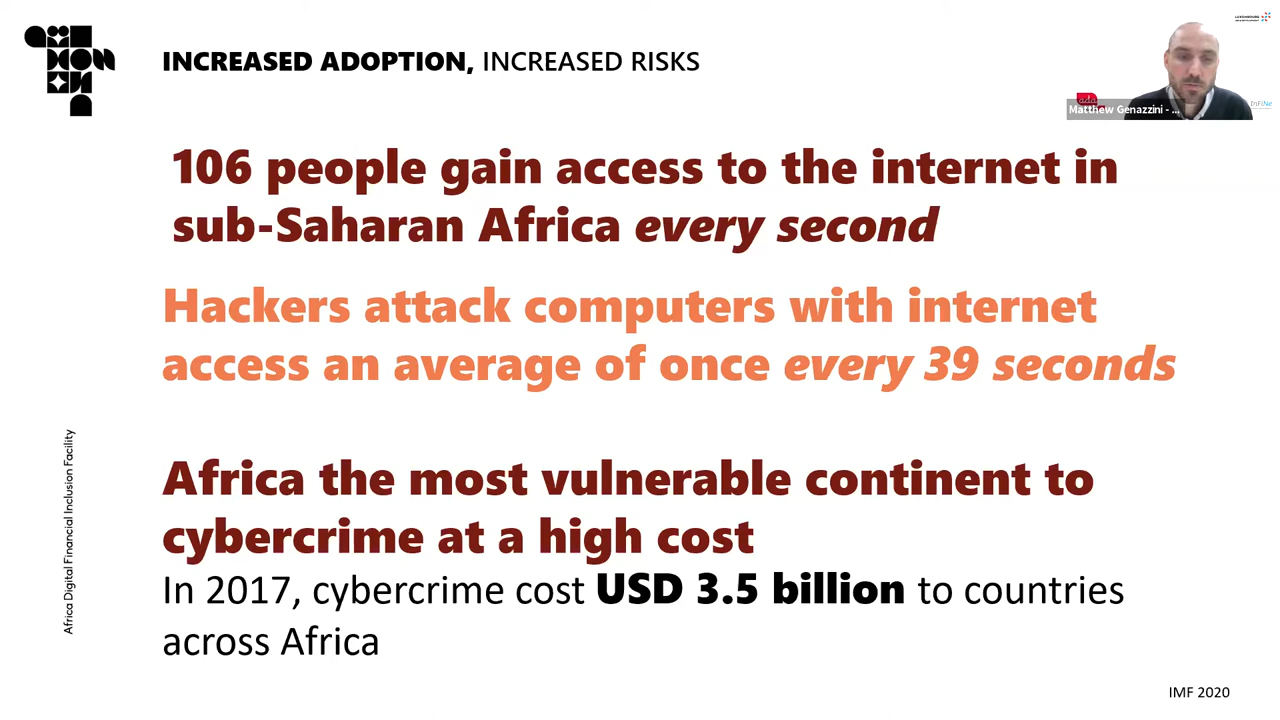 INCREASED ADOPTION, INCREASED RISKS
LUXEMBOURG
Matthew Genazzini - ...
InFiNe
106 people gain access to the internet in
sub-Saharan Africa every second
Hackers attack computers with internet
access an average of once every 39 seconds
Africa the most vulnerable continent to
cybercrime at a high cost
In 2017, cybercrime cost USD 3.5 billion to countries
across Africa
Africa Digital Financial Inclusion Facility
IMF 2020